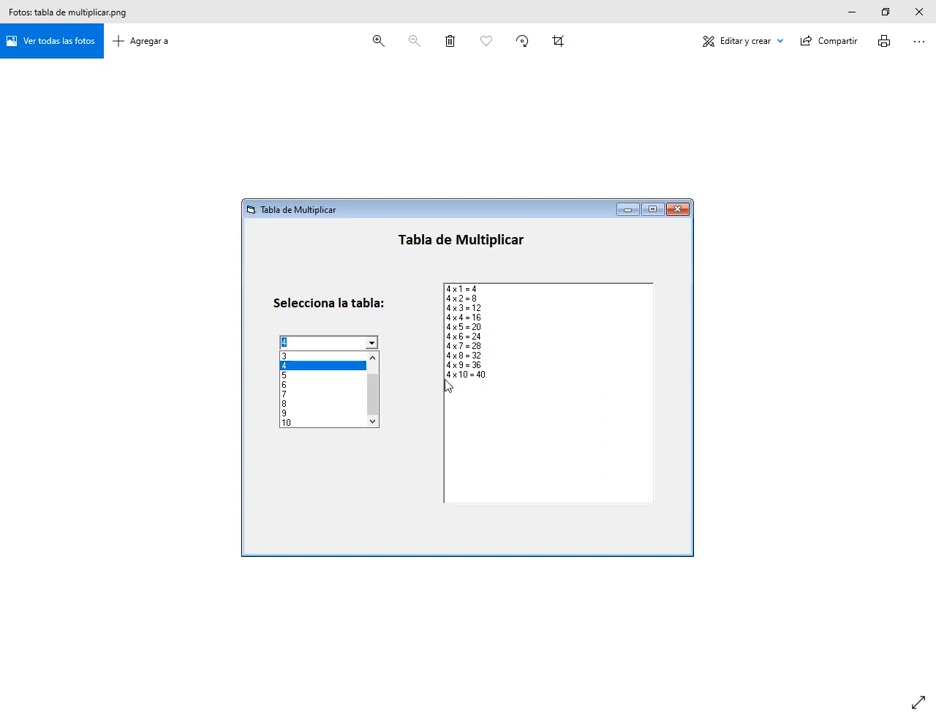 Fotos: tabla de multiplicar.png
Ver todas las fotos
Agregar a
Editar y crear
Compartir
Tabla de Multiplicar
Tabla de Multiplicar
Selecciona la tabla:
4
3
4
5
6
7
8
9
10
4 x 1 = 4
4 x 2 = 8
4 x 3 = 12
4 x 4 = 16
4 x 5 = 20
4 x 6 = 24
4 x 7 = 28
4 x 8 = 32
4 x 9 = 36
4 x 10 = 40